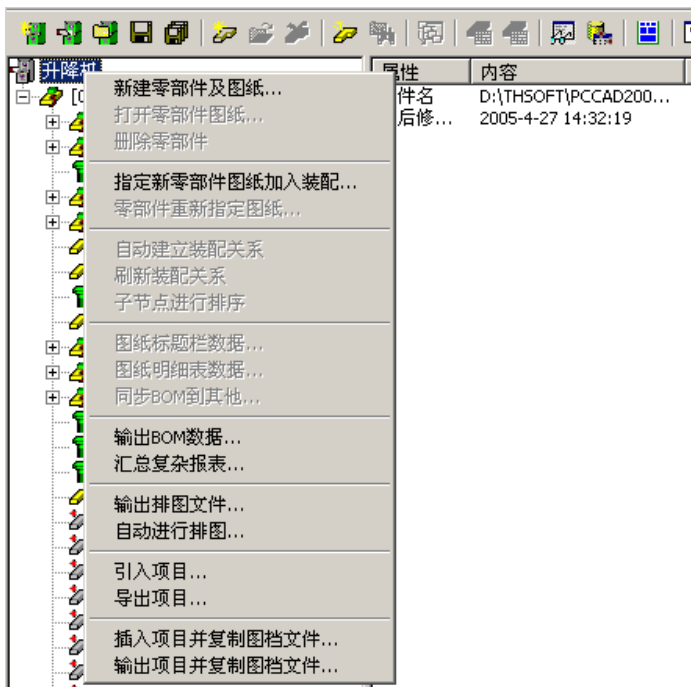 升降机
属性 内容
件名 D:\THSOFT\PCCAD200...
后修... 2005-4-27 14:32:19
新建零部件及图纸...
打开零部件图纸...
删除零部件
指定新零部件图纸加入装配...
零部件重新指定图纸...
自动建立装配关系
刷新装配关系
子节点进行排序
图纸标题栏数据...
图纸明细表数据...
同步BOM到其他...
输出BOM数据...
汇总复杂报表...
输出排图文件...
自动进行排图...
引入项目...
导出项目...
插入项目并复制图档文件...
输出项目并复制图档文件...